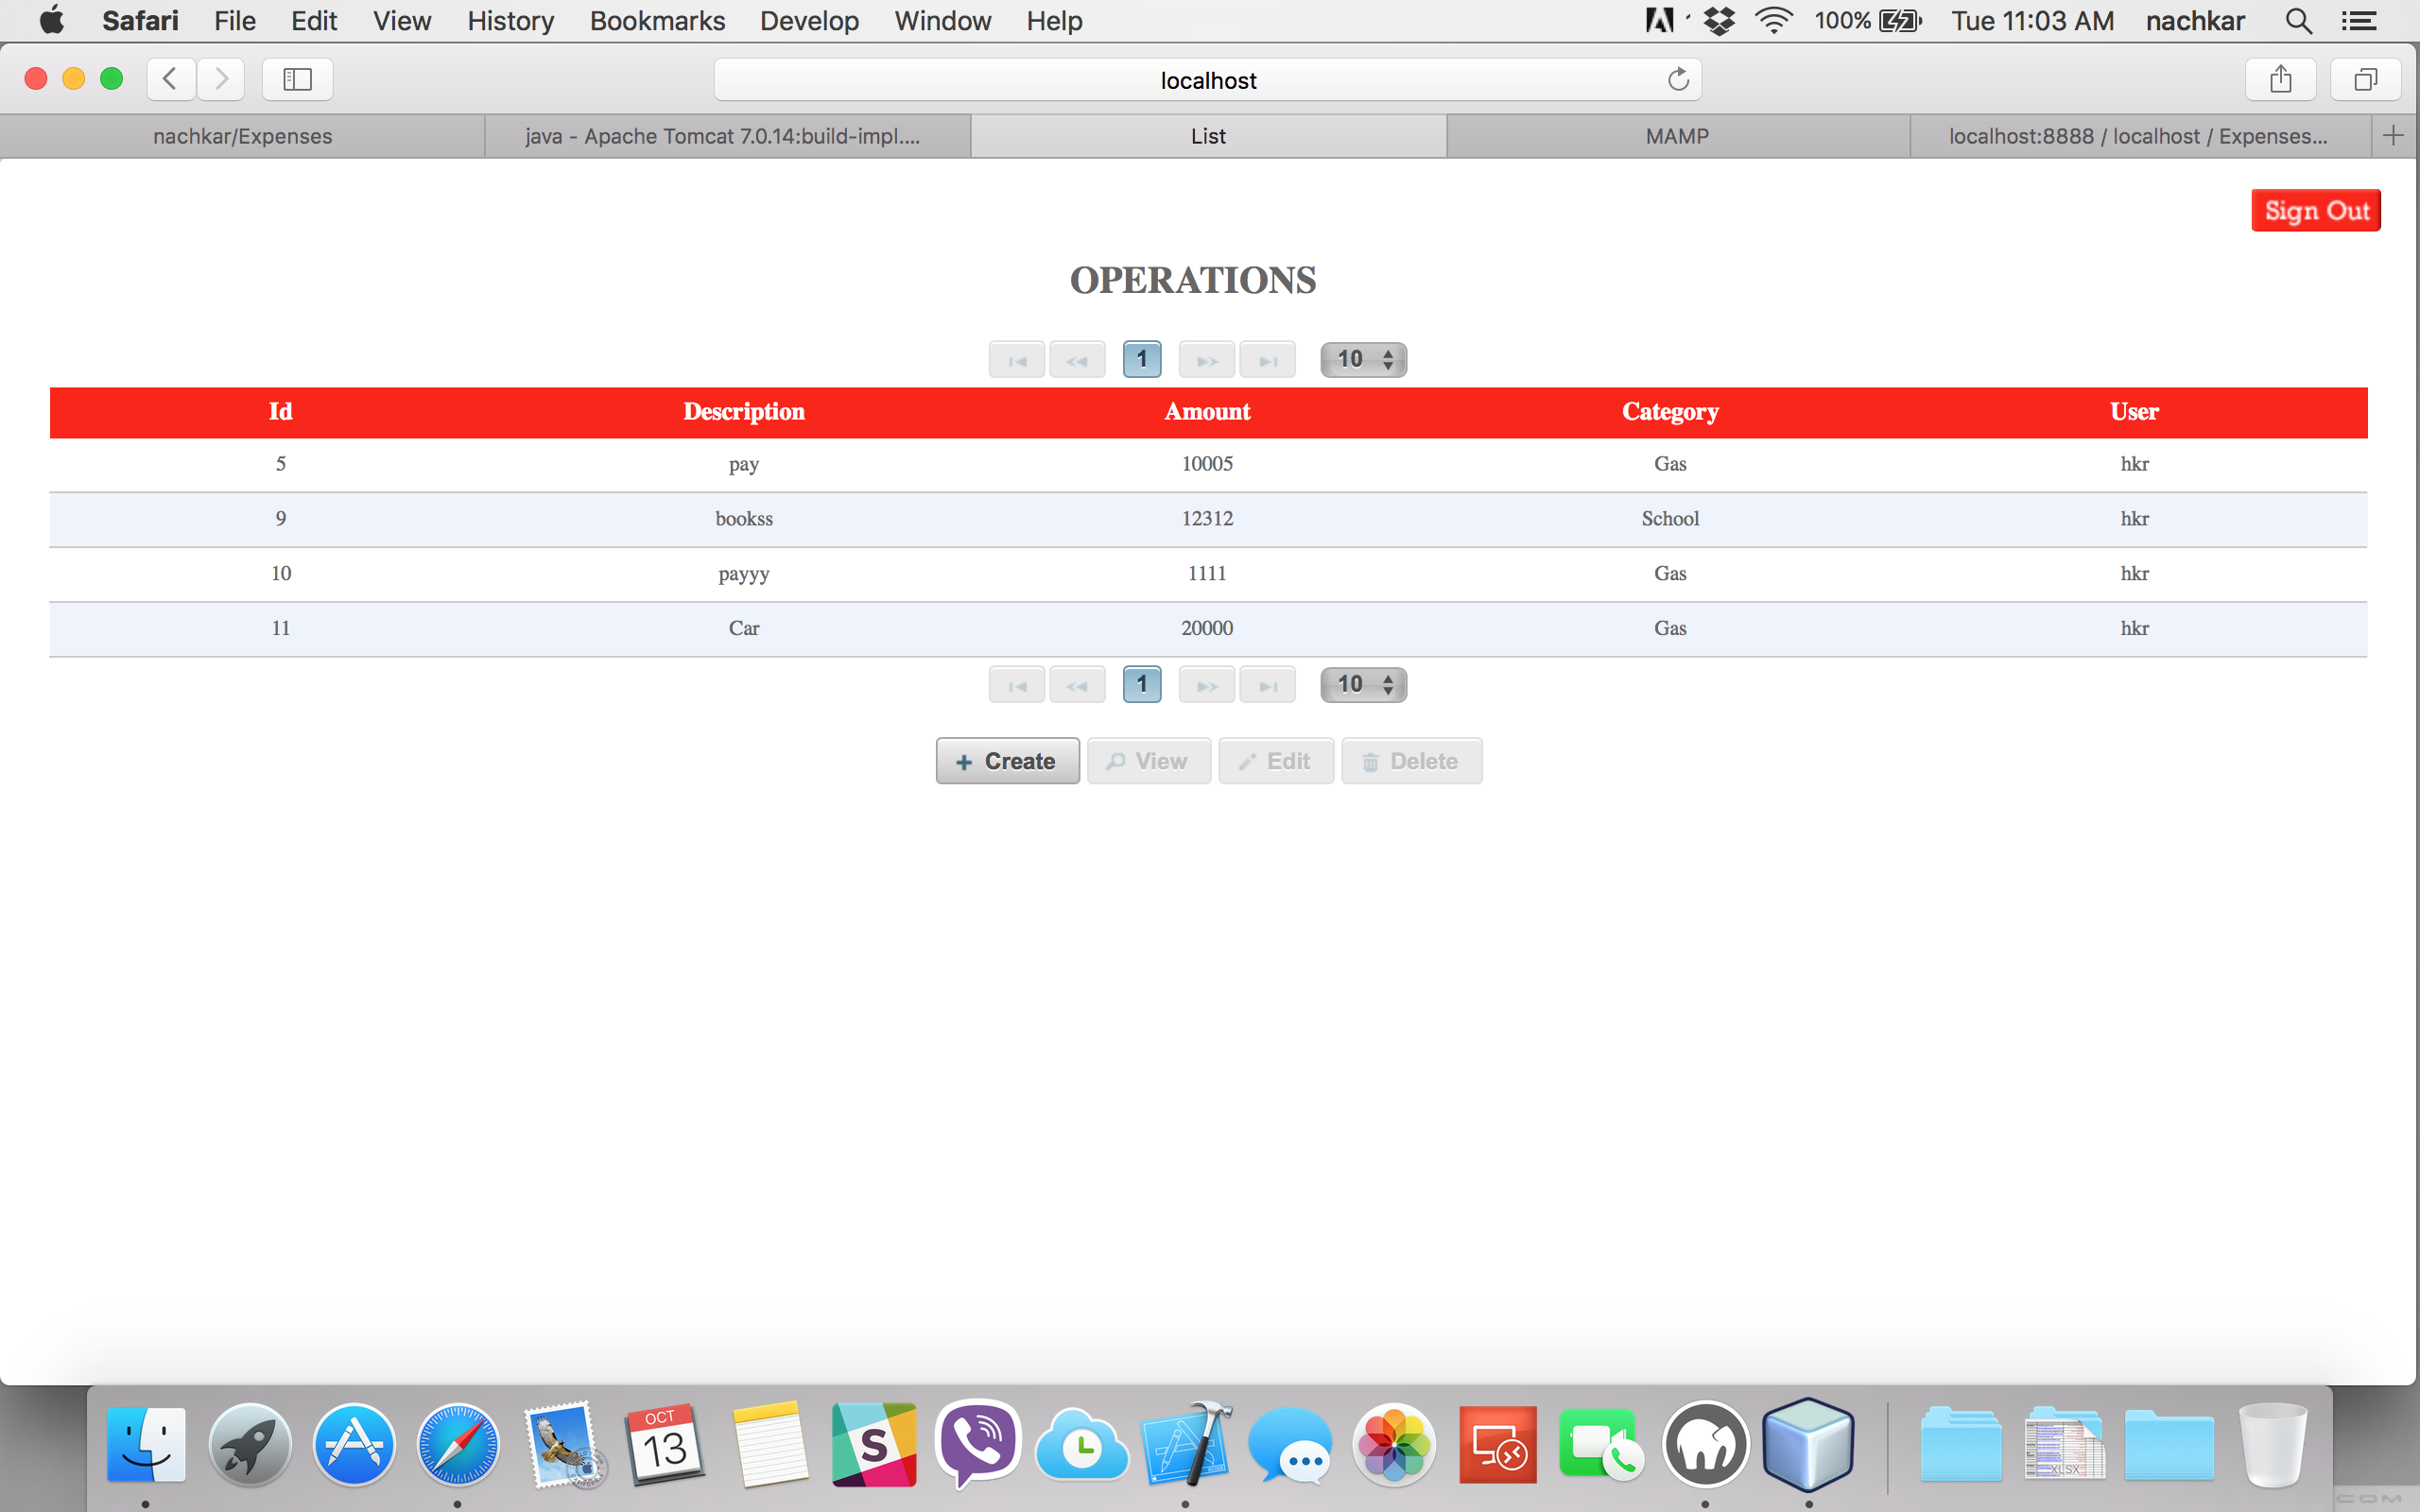 Safari File Edit View History Bookmarks Develop Window Help 100% Tue 11:03 AM nachkar
localhost
nachkar/Expenses java - Apache Tomcat 7.0.14:build-impl.... List MAMP localhost:8888 / localhost / Expenses...
Sign Out
OPERATIONS
1 10
Id Description Amount Category User
5 pay 10005 Gas hkr
9 bookss 12312 School hkr
10 payyy 1111 Gas hkr
11 Car 20000 Gas hkr
1 10
+ Create View Edit Delete
OCT
13
S
XLSX
COM